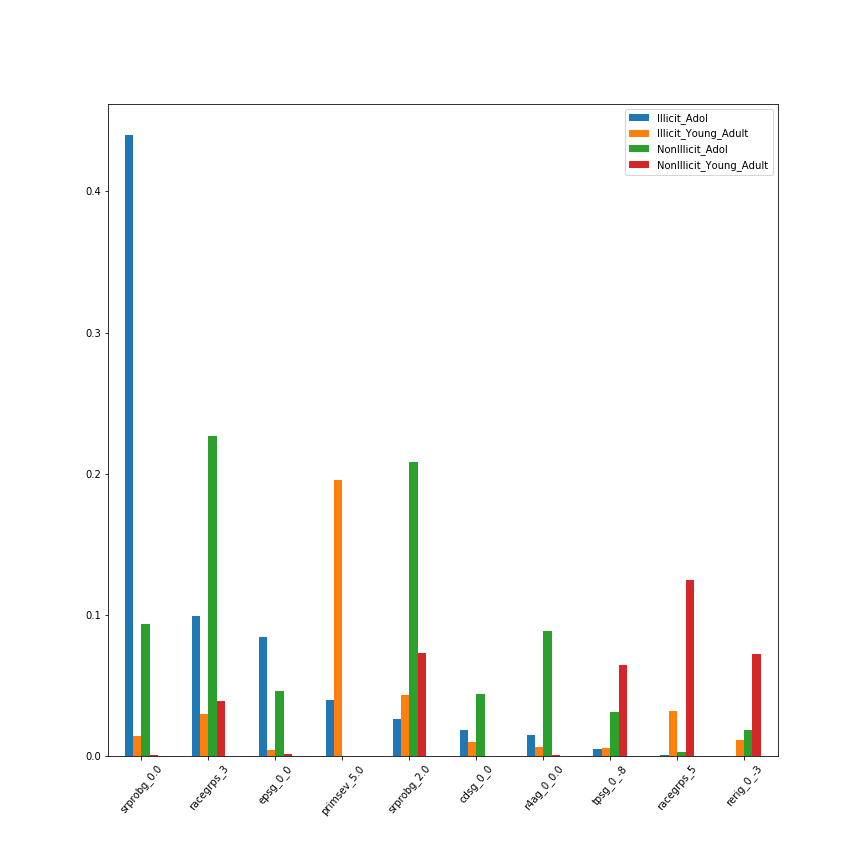 Illicit_Adol
Illicit_Young_Adult
NonIllicit_Adol
NonIllicit_Young_Adult
0.4
0.3
0.2
0.1
0.0
srprobg_0.0
racegrps_3
epsg_0_0
primsev_5.0
srprobg_2.0
cdsg_0_0
r4ag_0_0.0
tpsg_0_-8
racegrps_5
rerig_0_-3